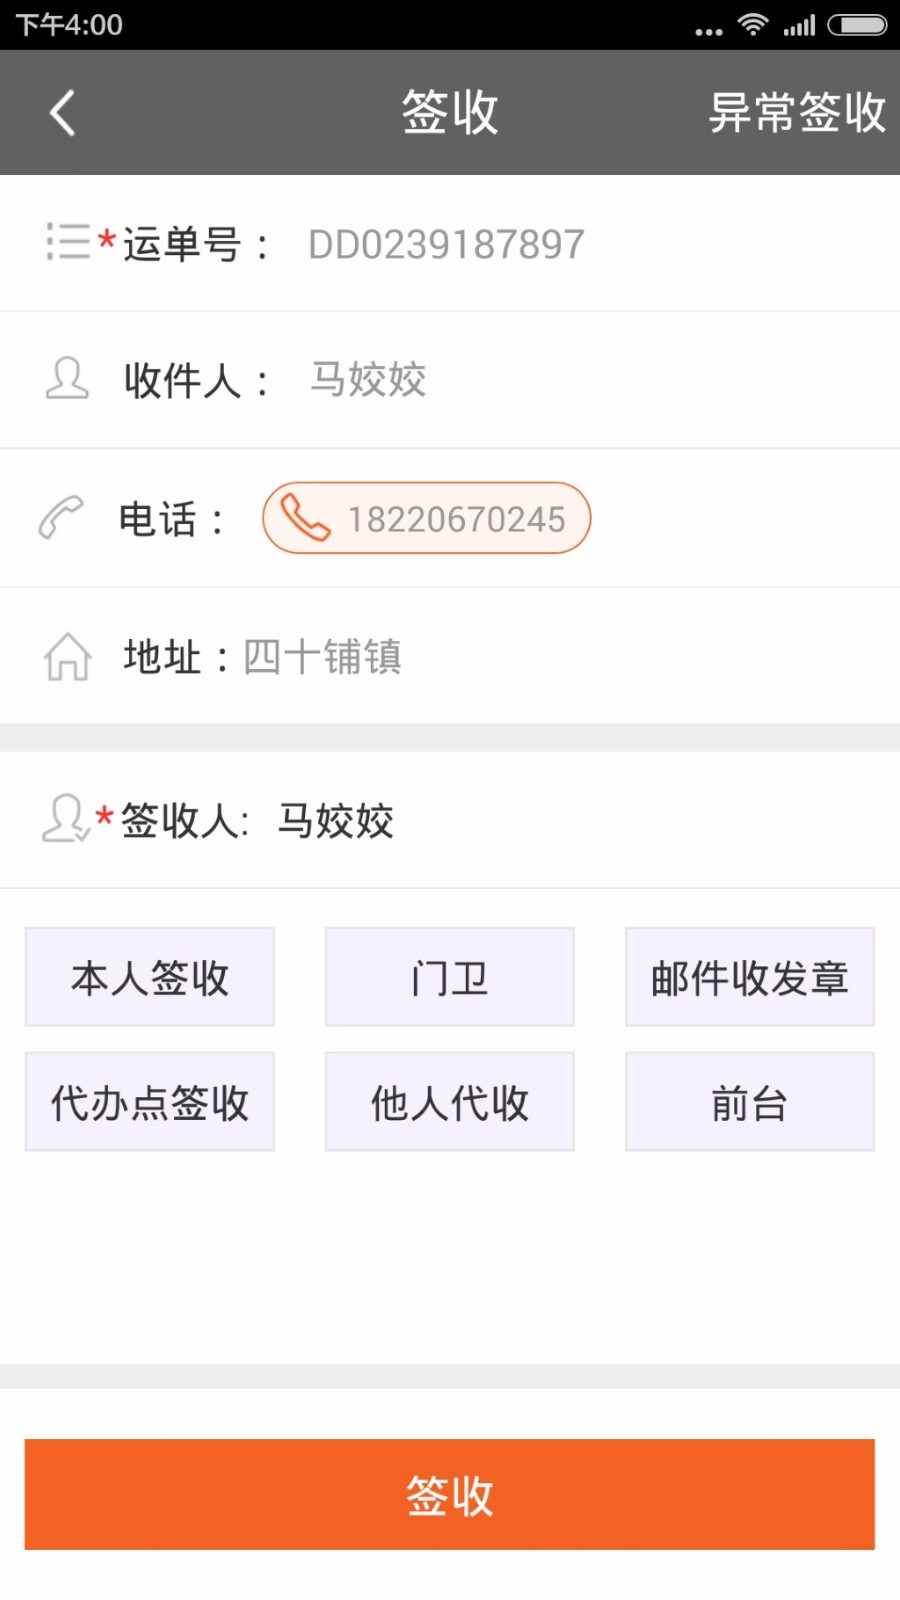 下午4:00
签收 异常签收
*运单号： DD0239187897
收件人： 马姣姣
电话： 18220670245
地址：四十铺镇
*签收人: 马姣姣
本人签收 门卫 邮件收发章
代办点签收 他人代收 前台
签收